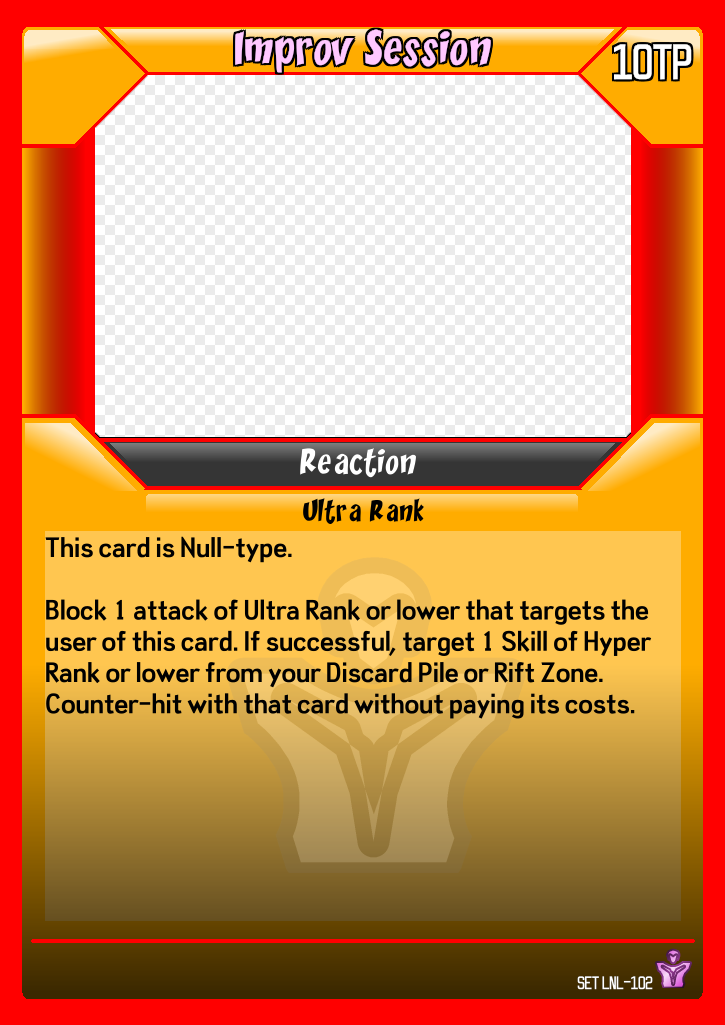 Improv Session
10TP
Reaction
Ultra Rank
This card is Null-type.
Block 1 attack of Ultra Rank or lower that targets the
user of this card. If successful, target 1 Skill of Hyper
Rank or lower from your Discard Pile or Rift Zone.
Counter-hit with that card without paying its costs.
SET LNL-102